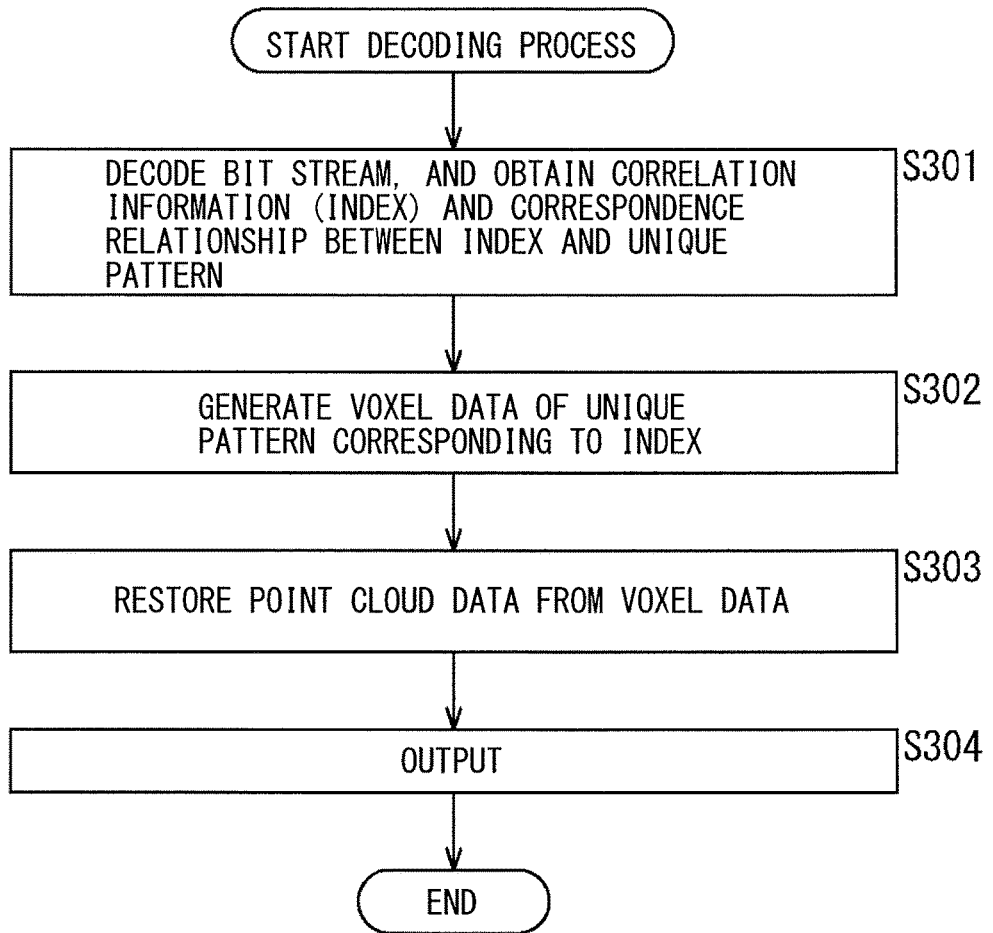 START DECODING PROCESS
S301
DECODE BIT STREAM, AND OBTAIN CORRELATION
INFORMATION (INDEX) AND CORRESPONDENCE
RELATIONSHIP BETWEEN INDEX AND UNIQUE
PATTERN
S302
GENERATE VOXEL DATA OF UNIQUE
PATTERN CORRESPONDING TO INDEX
S303
RESTORE POINT CLOUD DATA FROM VOXEL DATA
S304
OUTPUT
END